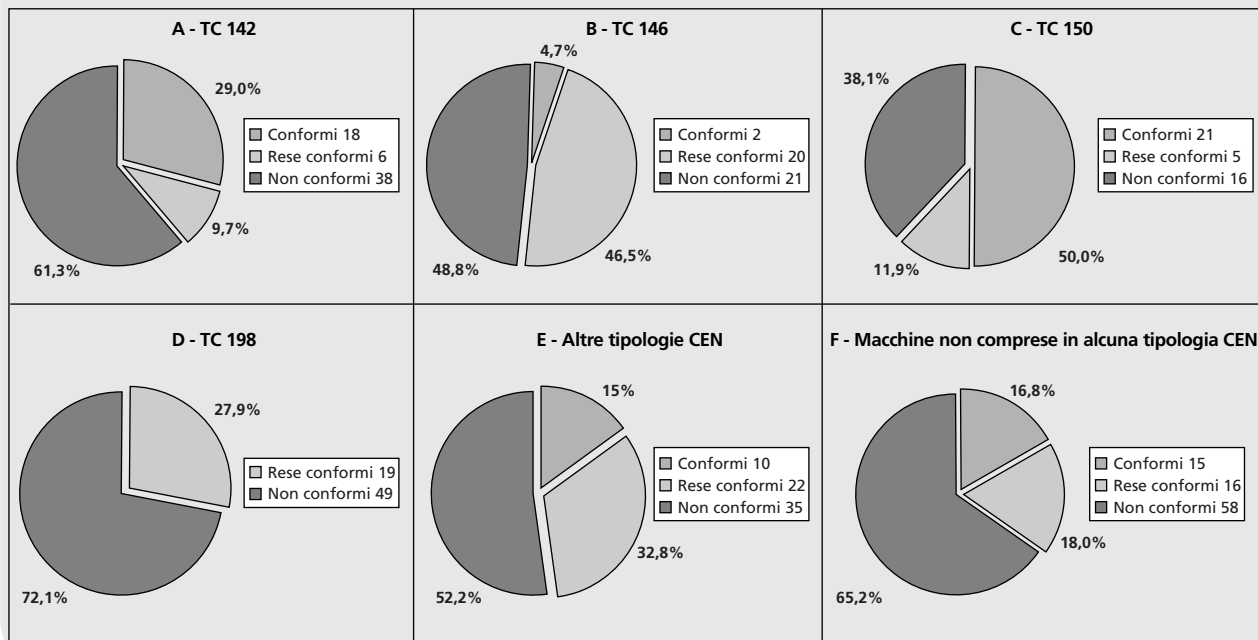 A - TC 142
29,0%
9,7%
61,3%
Conformi 18
Rese conformi 6
Non conformi 38
B - TC 146
4,7%
46,5%
48,8%
Conformi 2
Rese conformi 20
Non conformi 21
C - TC 150
38,1%
11,9%
50,0%
Conformi 21
Rese conformi 5
Non conformi 16
D - TC 198
27,9%
72,1%
Rese conformi 19
Non conformi 49
E - Altre tipologie CEN
15%
32,8%
52,2%
Conformi 10
Rese conformi 22
Non conformi 35
F - Macchine non comprese in alcuna tipologia CEN
16,8%
18,0%
65,2%
Conformi 15
Rese conformi 16
Non conformi 58